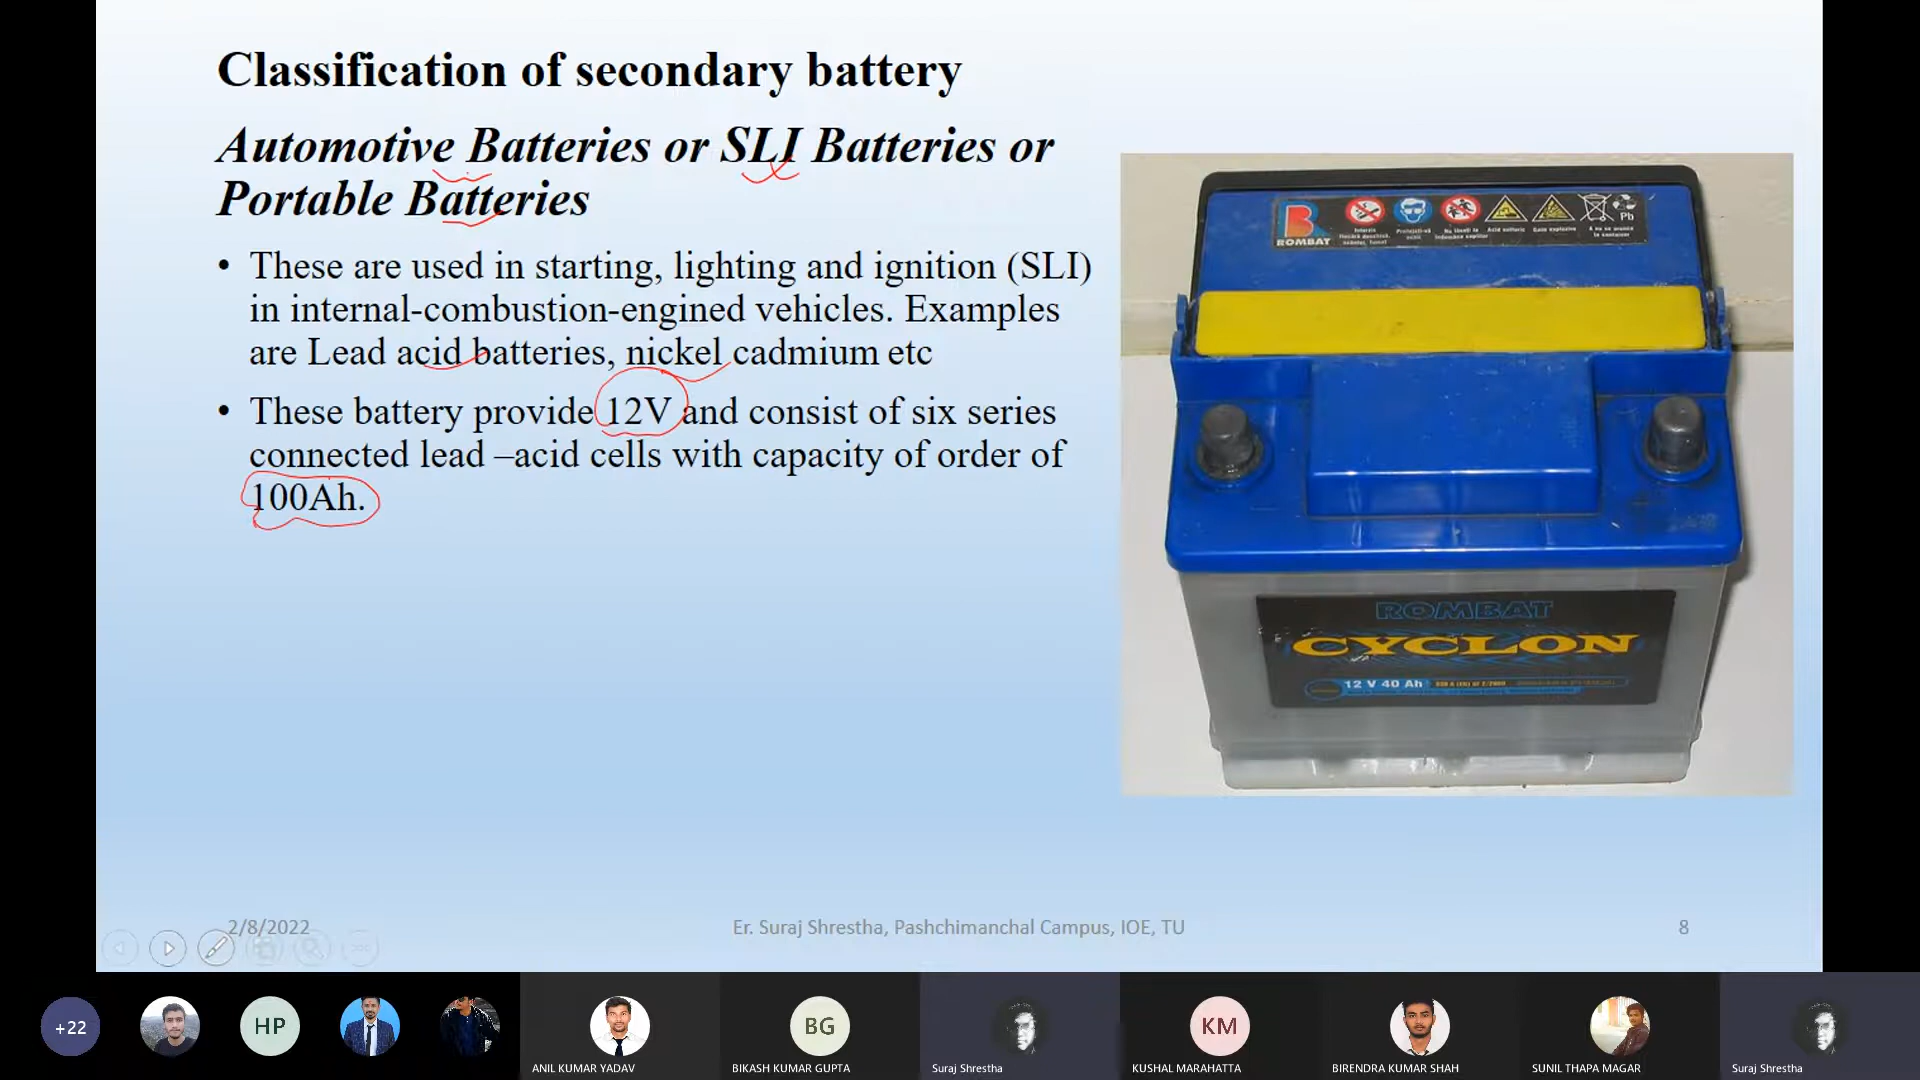 Classification of secondary battery
Automotive Batteries or SLI Batteries or
Portable Batteries
• These are used in starting, lighting and ignition (SLI)
in internal-combustion-engined vehicles. Examples
are Lead acid batteries, nickel cadmium etc
• These battery provide 12V and consist of six series
connected lead –acid cells with capacity of order of
100Ah.
ROMBAT
Pb
ROMBAT
CYCLON
12 V 40 Ah
2/8/2022
Er. Suraj Shrestha, Pashchimanchal Campus, IOE, TU
8
+22
HP
BG
KM
ANIL KUMAR YADAV
BIKASH KUMAR GUPTA
Suraj Shrestha
KUSHAL MARAHATTA
BIRENDRA KUMAR SHAH
SUNIL THAPA MAGAR
Suraj Shrestha